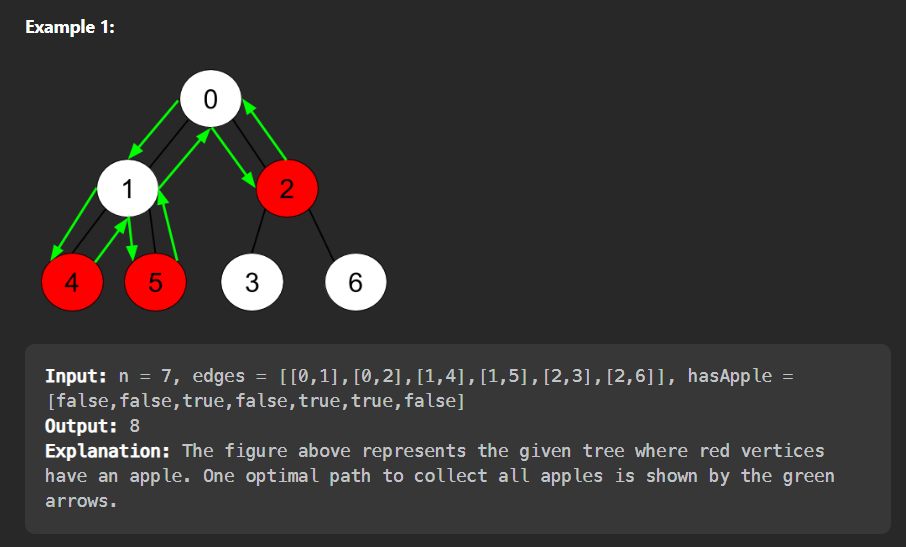 Example 1:
0
1
2
4
5
3
6
Input: n = 7, edges = [[0,1],[0,2],[1,4],[1,5],[2,3],[2,6]], hasApple =
[false,false,true,false,true,true,false]
Output: 8
Explanation: The figure above represents the given tree where red vertices
have an apple. One optimal path to collect all apples is shown by the green
arrows.